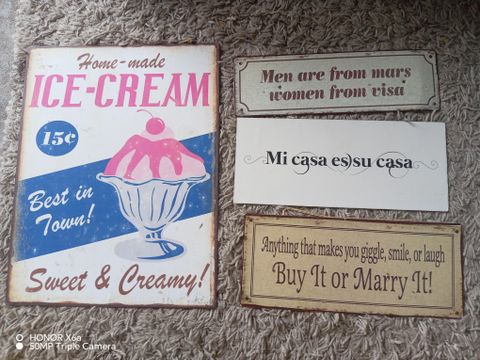 Home-made
ICE-CREAM
15¢
Best in
Town!
Sweet & Creamy!
Men are from mars
women from visa
Mi casa es su casa
Anything that makes you giggle, smile, or laugh
Buy It or Marry It!
HONOR X6a
50MP Triple Camera